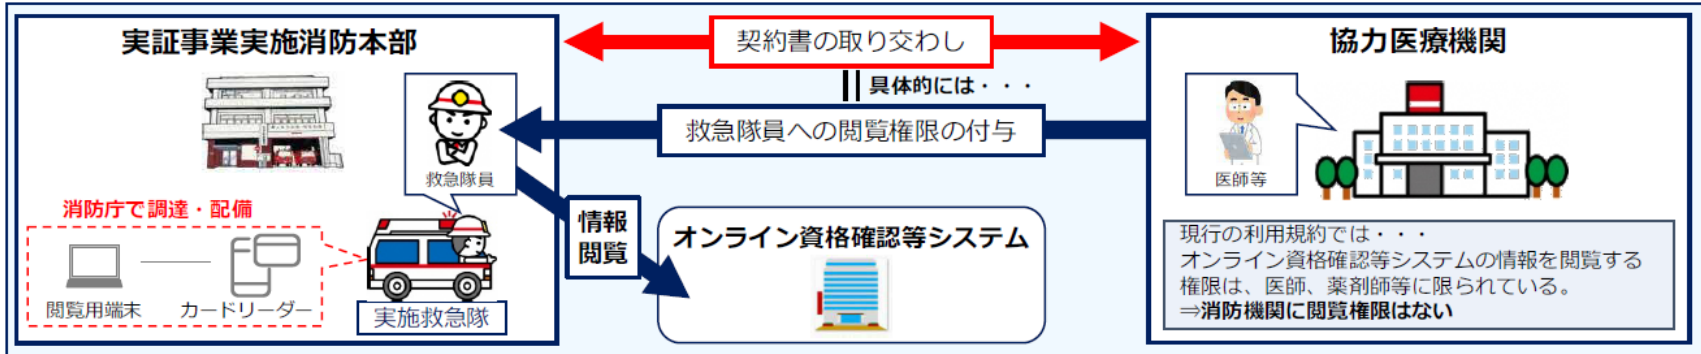 実証事業実施消防本部
救急隊員
消防庁で調達・配備
閲覧用端末
カードリーダー
実施救急隊
契約書の取り交わし
具体的には・・・
救急隊員への閲覧権限の付与
情報
閲覧
オンライン資格確認等システム
協力医療機関
医師等
現行の利用規約では・・・
オンライン資格確認等システムの情報を閲覧する
権限は、医師、薬剤師等に限られている。
⇒消防機関に閲覧権限はない